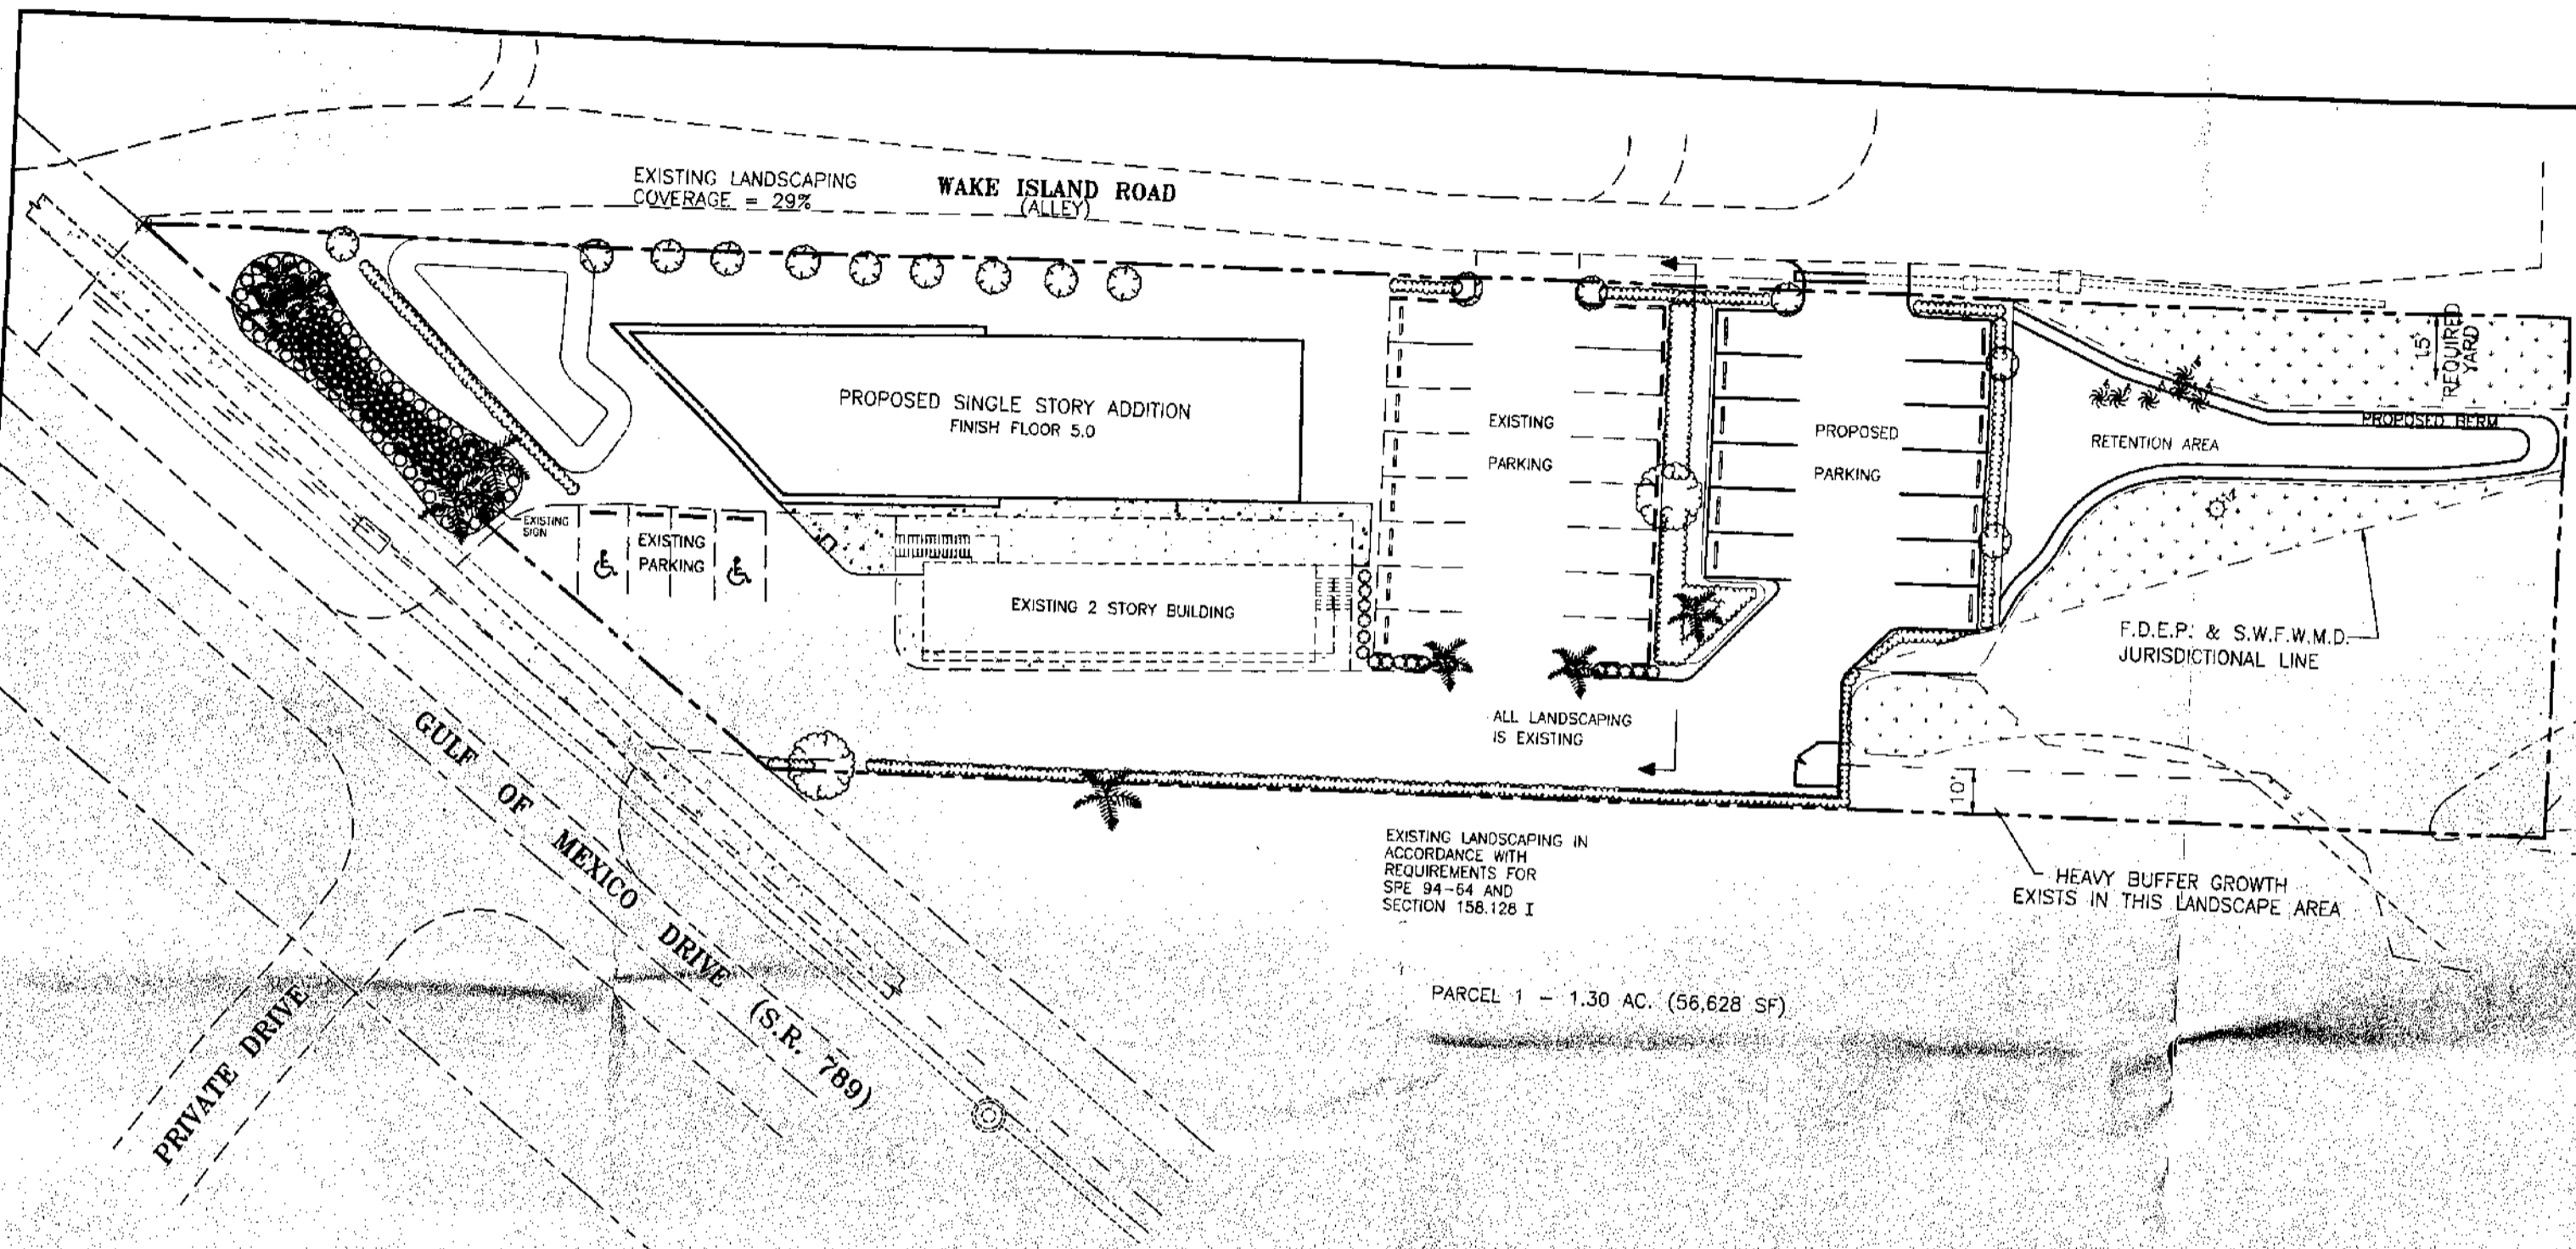 EXISTING LANDSCAPING
COVERAGE = 29%
WAKE ISLAND ROAD
(ALLEY)
15'
REQUIRED
YARD
PROPOSED SINGLE STORY ADDITION
FINISH FLOOR 5.0
EXISTING
PARKING
PROPOSED
PARKING
PROPOSED BERM
RETENTION AREA
EXISTING
SIGN
EXISTING
PARKING
EXISTING 2 STORY BUILDING
F.D.E.P. & S.W.F.W.M.D.
JURISDICTIONAL LINE
ALL LANDSCAPING
IS EXISTING
10'
EXISTING LANDSCAPING IN
ACCORDANCE WITH
REQUIREMENTS FOR
SPE 94-64 AND
SECTION 158.128 I
HEAVY BUFFER GROWTH
EXISTS IN THIS LANDSCAPE AREA
GULF OF MEXICO DRIVE (S.R. 789)
PRIVATE DRIVE
PARCEL 1 - 1.30 AC. (56,628 SF)